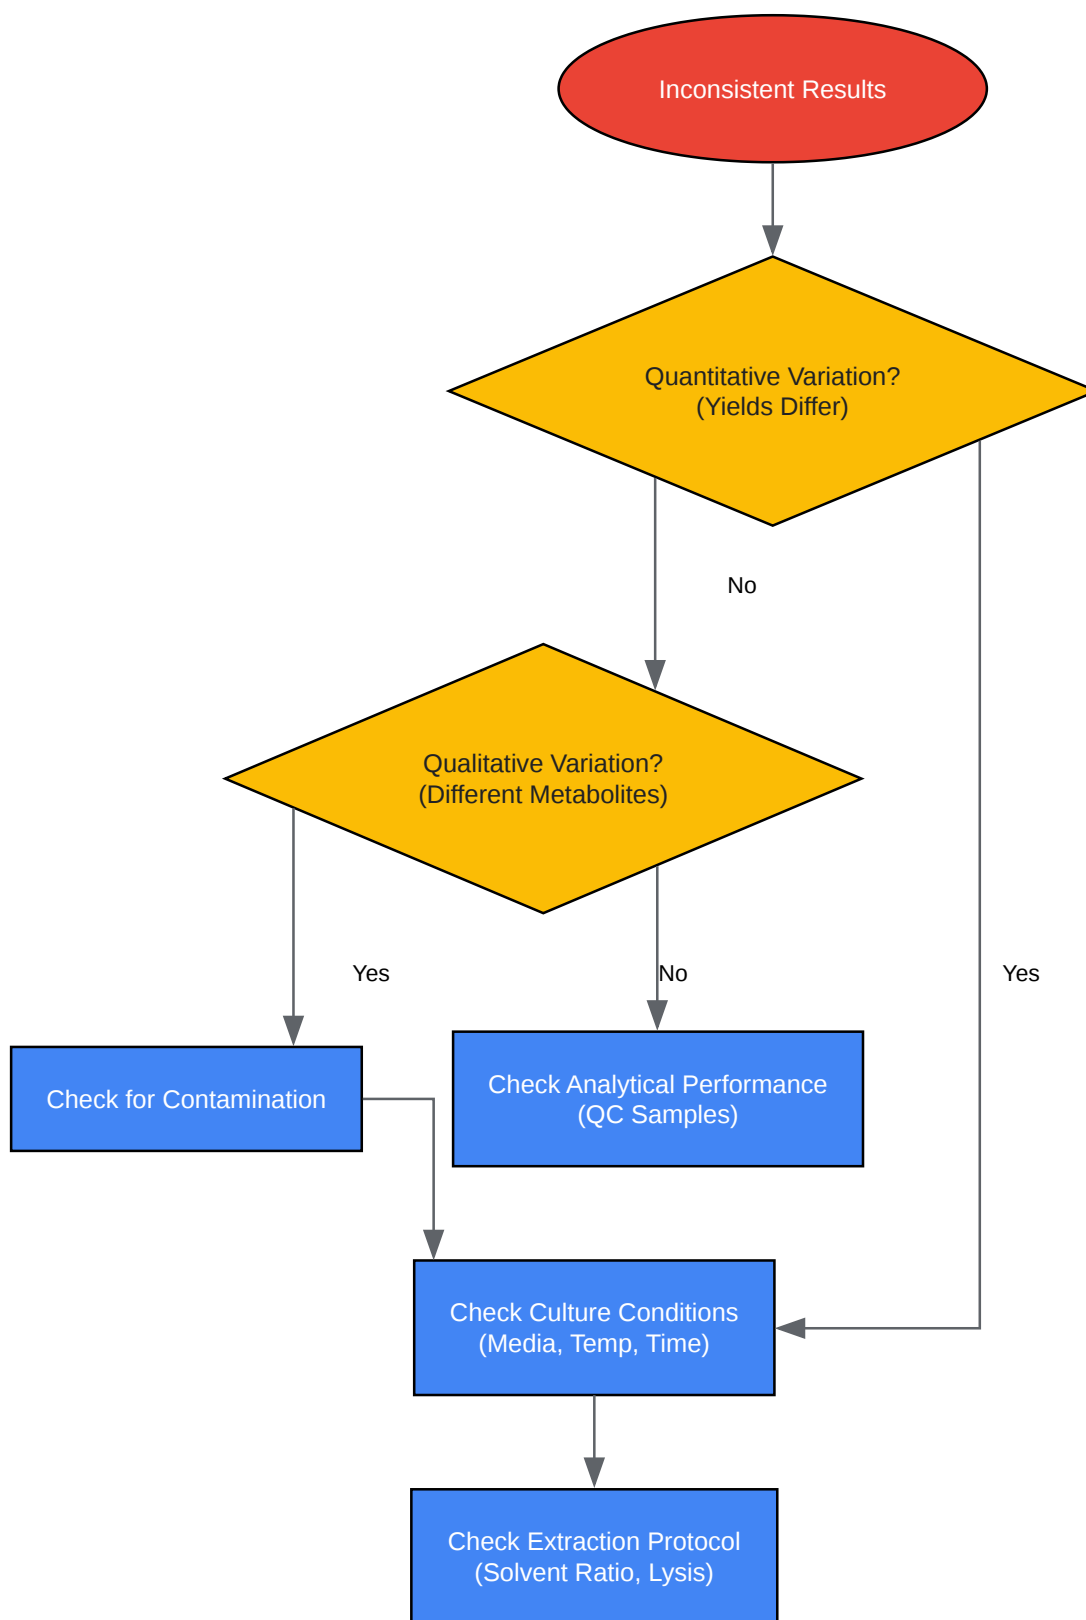 Inconsistent Results
Quantitative Variation?
(Yields Differ)
No
Qualitative Variation?
(Different Metabolites)
Yes
No
Yes
Check for Contamination
Check Analytical Performance
(QC Samples)
Check Culture Conditions
(Media, Temp, Time)
Check Extraction Protocol
(Solvent Ratio, Lysis)